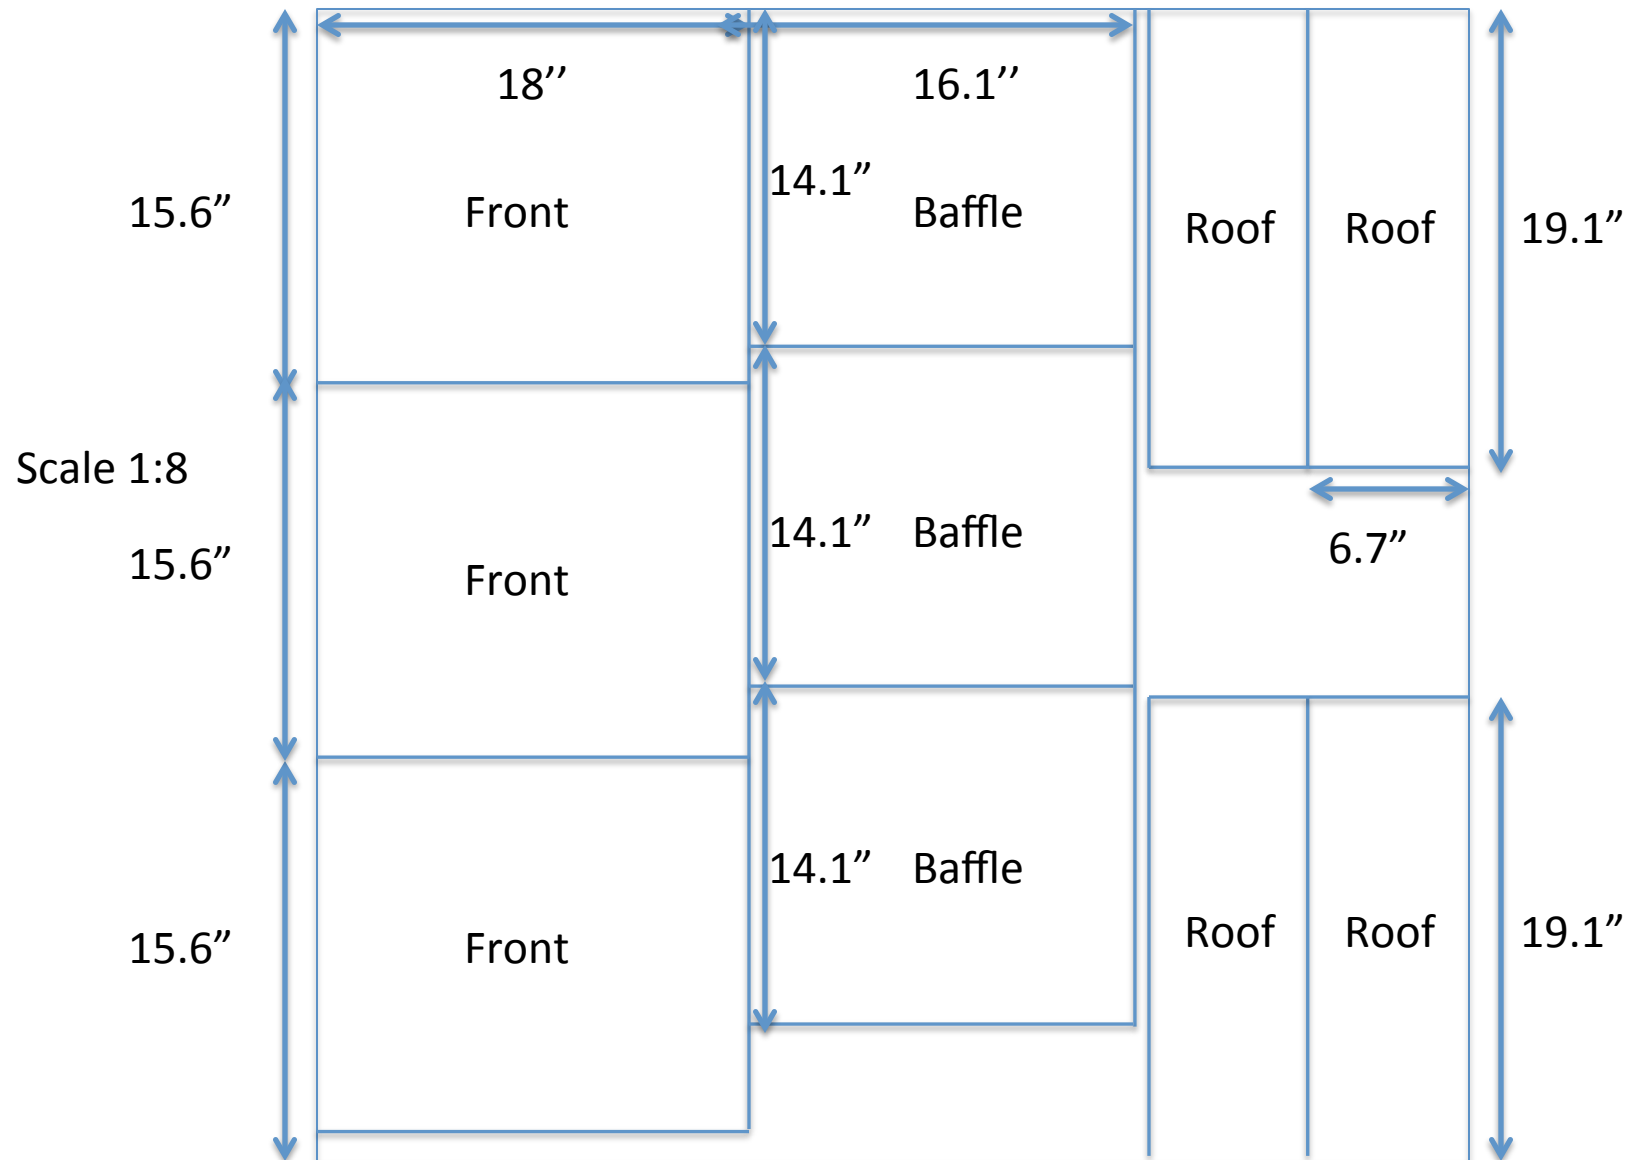 18’’
16.1’’
14.1”
15.6”
Front
Baffle
Roof
Roof
19.1”
Scale 1:8
14.1”
Baffle
6.7”
15.6”
Front
14.1”
Baffle
15.6”
Front
Roof
Roof
19.1”